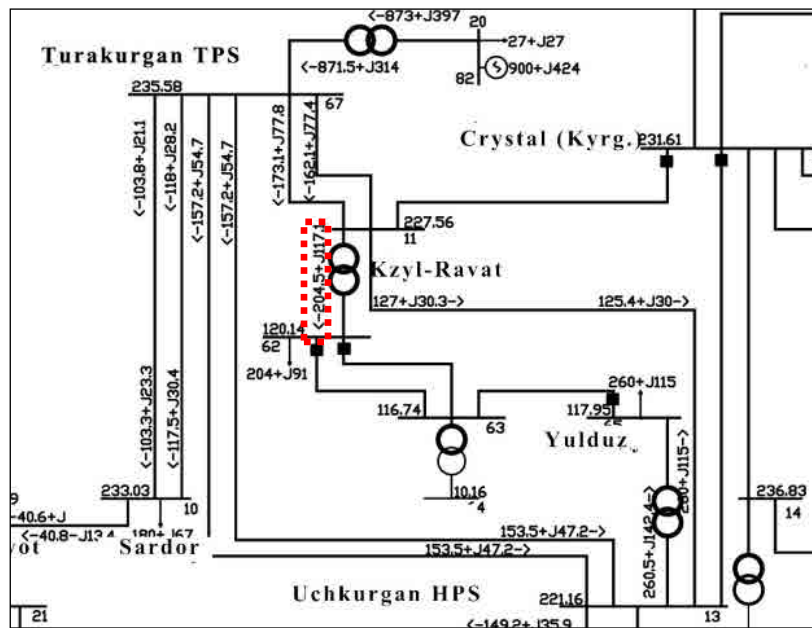 <-873+J397
20
27+J27
Turakurgan TPS
<-871.5+J314
82
900+J424
235.58
67
<-103.8+J21.1
<-118+J28.2
<-157.2+J54.7
<-157.2+J54.7
<-173.1+J77.8
<-162.1+J77.4
Crystal (Kyrg.)
231.61
227.56
11
<-204.5+J117.1
Kzyl-Ravat
127+J30.3->
125.4+J30->
120.14
62
204+J91
260+J115
116.74
63
117.95
Yulduz
<-103.3+J23.3
<-117.5+J30.4
10.16
260+J115->
260.5+J142.4->
233.03
10
236.83
14
-40.6+J
<-40.8-J13.4
180+J67
Sardor
153.5+J47.2->
153.5+J47.2->
Uchkurgan HPS
221.16
13
21
<-149.2+J35.9